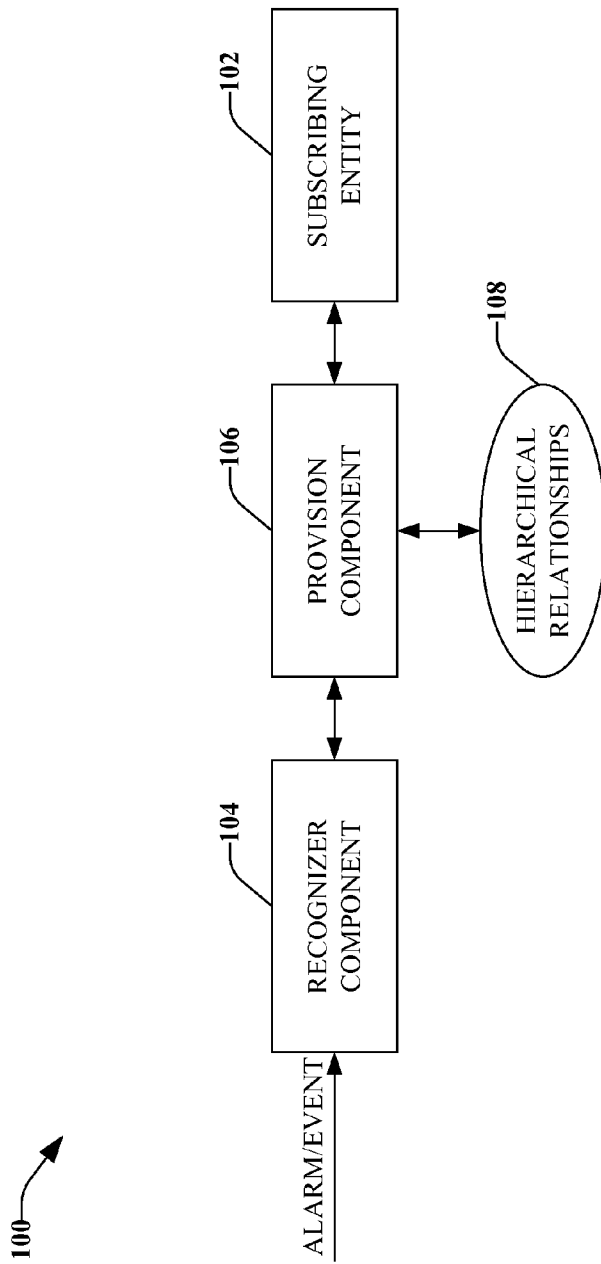 100
ALARM/EVENT
104
RECOGNIZER
COMPONENT
106
PROVISION
COMPONENT
102
SUBSCRIBING
ENTITY
108
HIERARCHICAL
RELATIONSHIPS